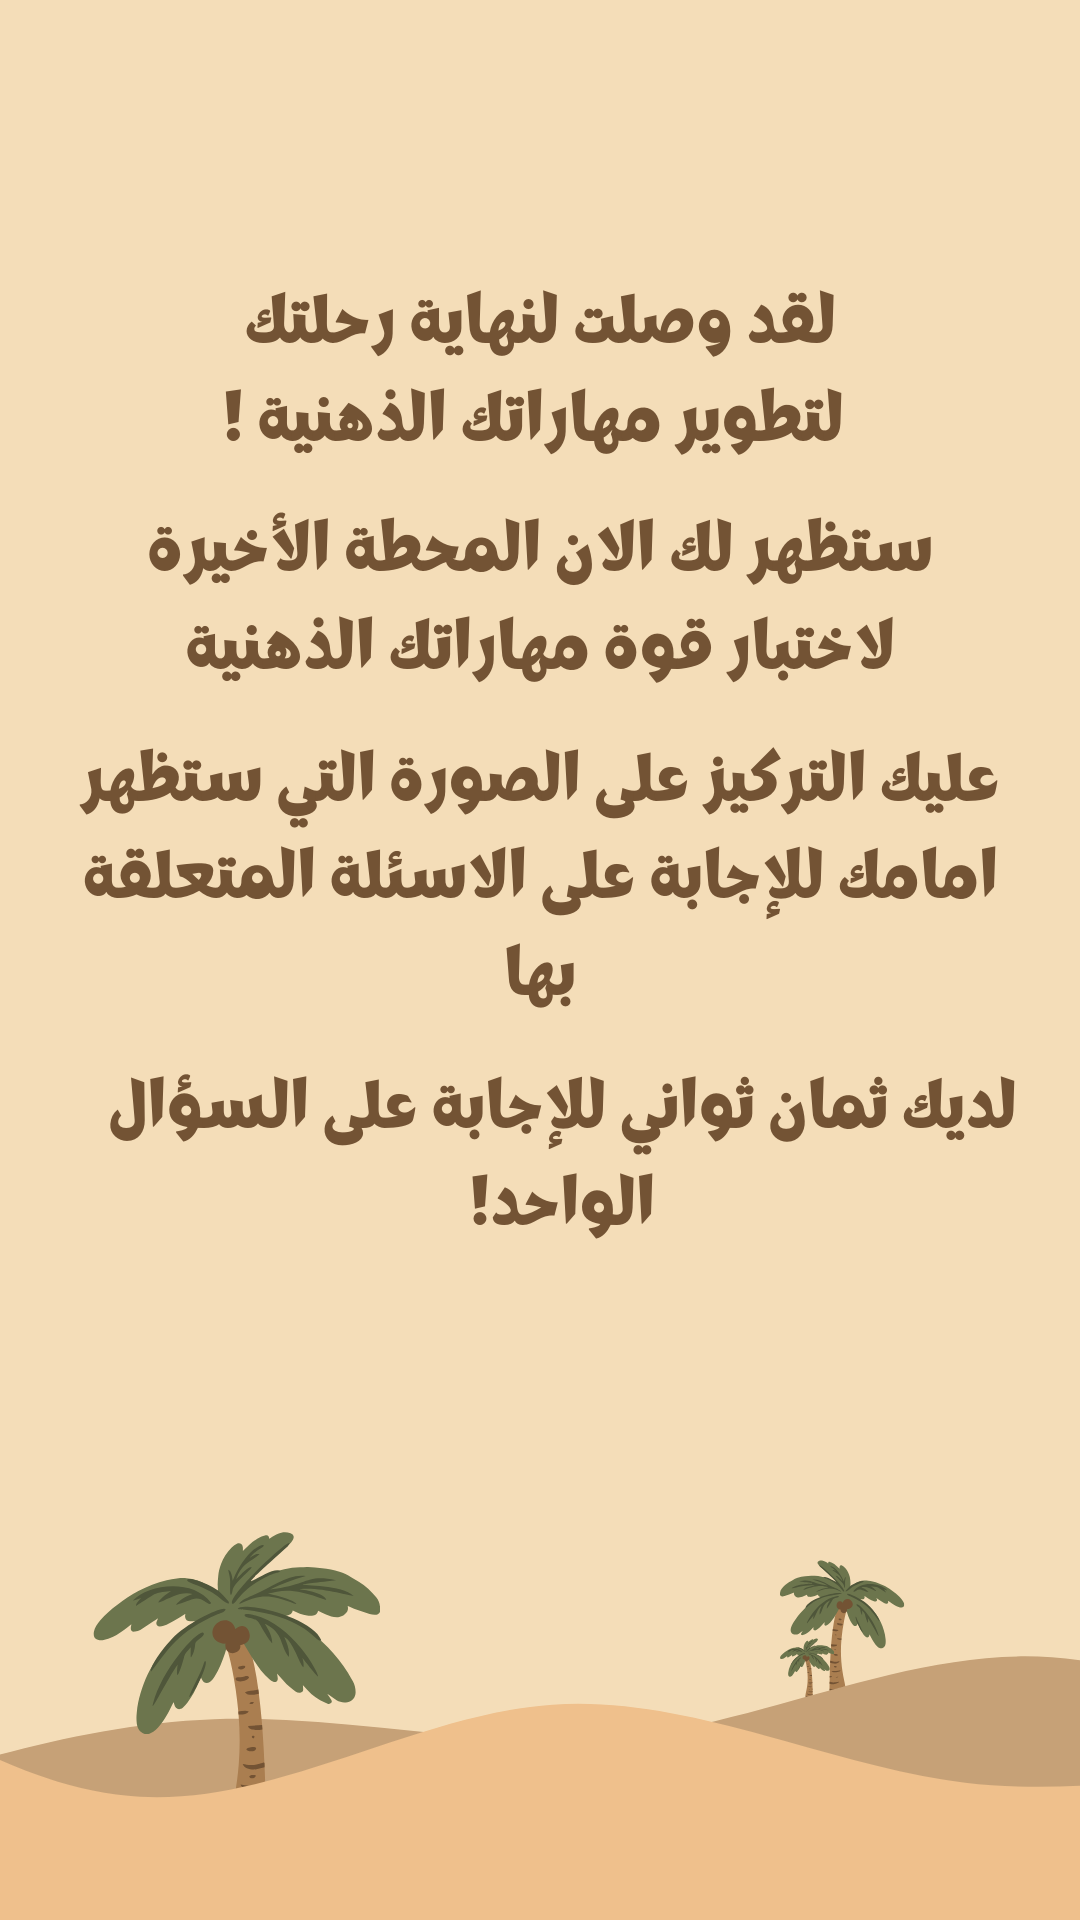 لقد وصلت لنهاية رحلتك
لتطوير مهاراتك الذهنية !
ستظهر لك الان المحطة الأخيرة
لاختبار قوة مهاراتك الذهنية
عليك التركيز على الصورة التي ستظهر
امامك للإجابة على الاسئلة المتعلقة
بها
لديك ثمان ثواني للإجابة على السؤال
الواحد!